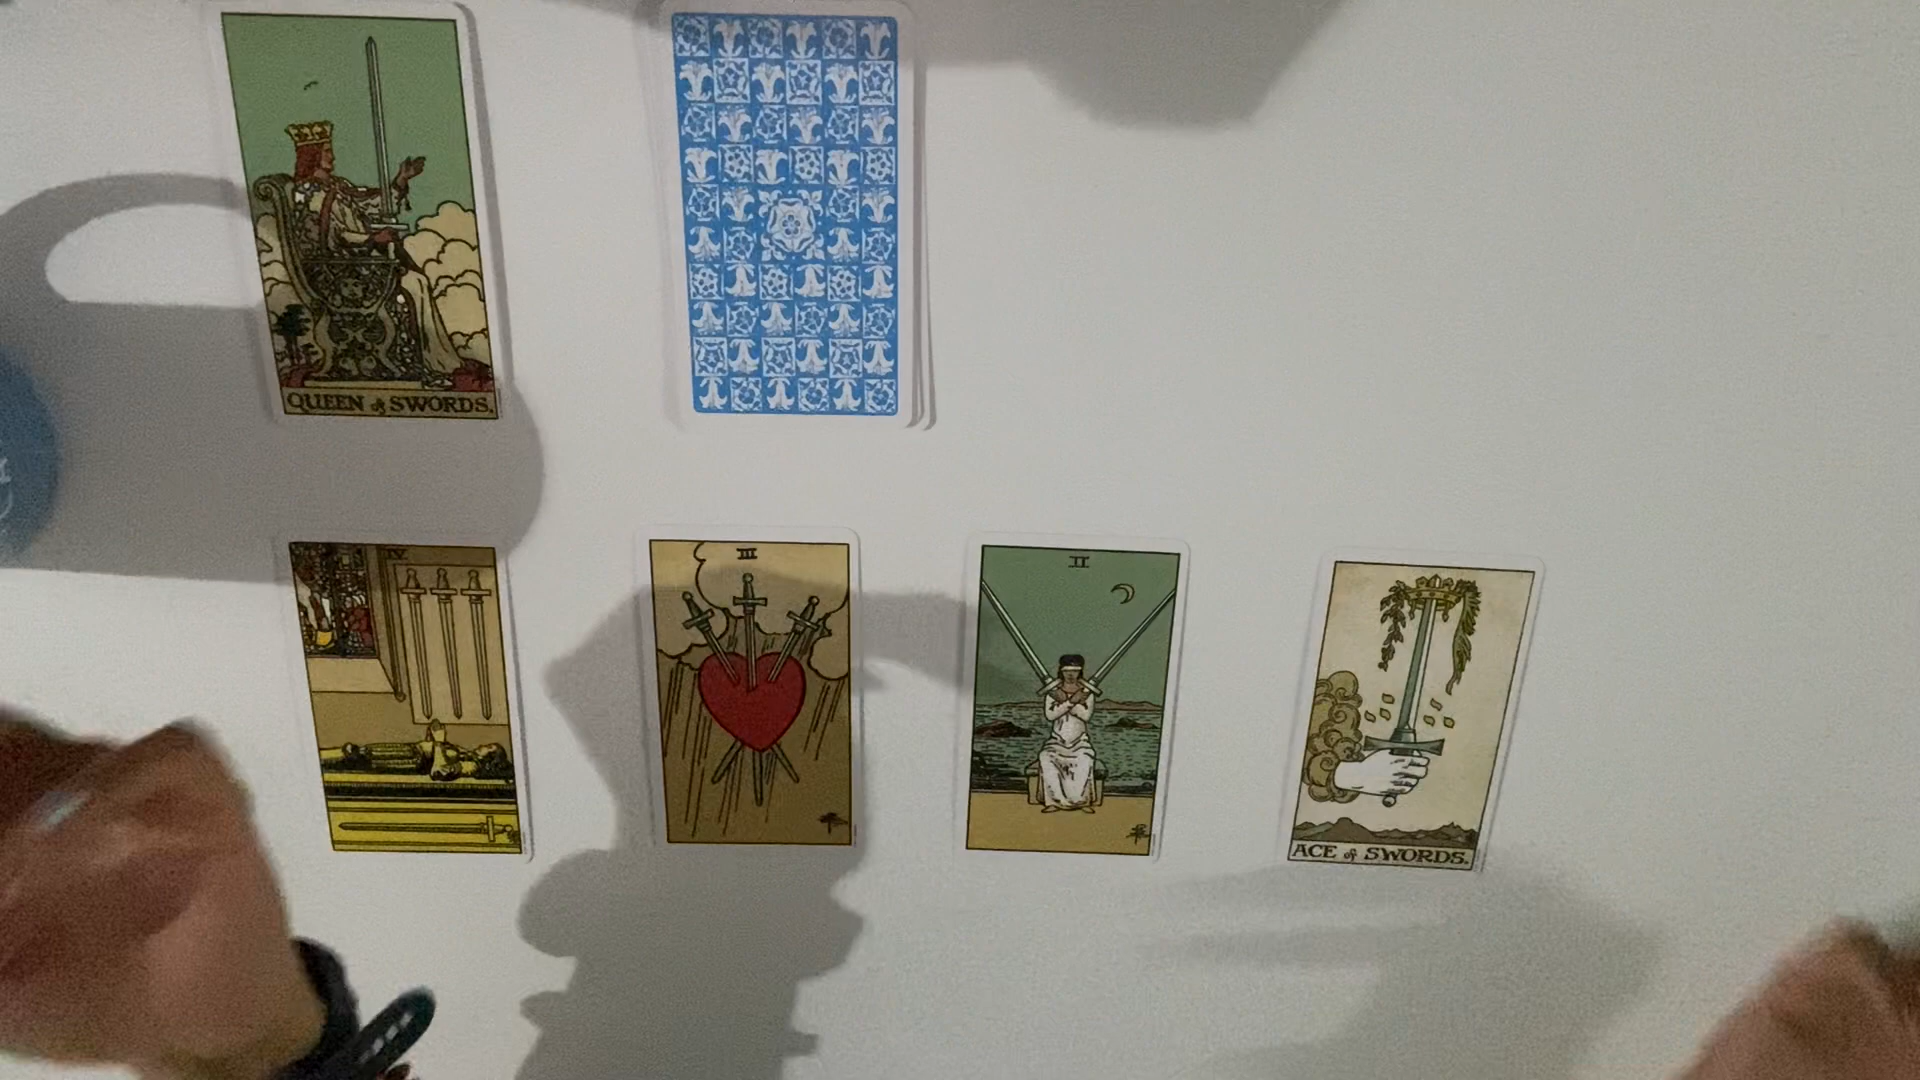 QUEEN of SWORDS.
IV
III
II
ACE of SWORDS.